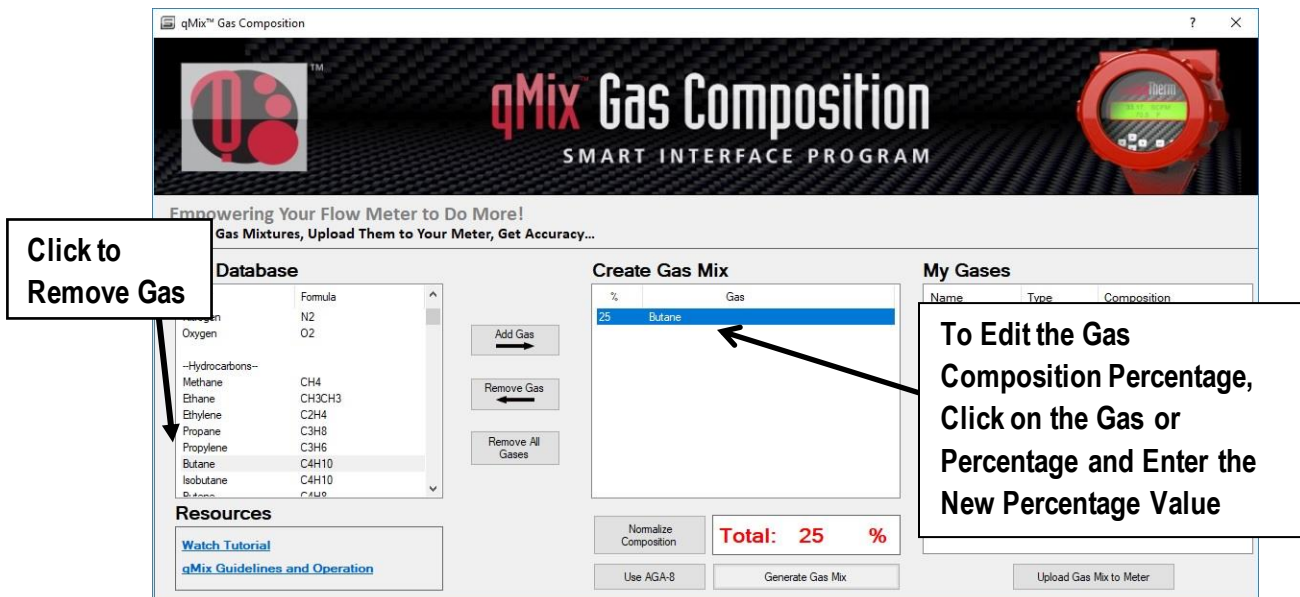 qMix™ Gas Composition
? ×
TM
qMix™ Gas Composition
SMART INTERFACE PROGRAM
Therm
Empowering Your Flow Meter to Do More!
Gas Mixtures, Upload Them to Your Meter, Get Accuracy...
Click to
Remove Gas
Database
Formula
N2
Oxygen O2
--Hydrocarbons--
Methane CH4
Ethane CH3CH3
Ethylene C2H4
Propane C3H8
Propylene C3H6
Butane C4H10
Isobutane C4H10
C4H8
Add Gas
Remove Gas
Remove All
Gases
Create Gas Mix
% Gas
25 Butane
Normalize
Composition
Total: 25 %
Use AGA-8
Generate Gas Mix
My Gases
Name Type Composition
To Edit the Gas
Composition Percentage,
Click on the Gas or
Percentage and Enter the
New Percentage Value
Upload Gas Mix to Meter
Resources
Watch Tutorial
qMix Guidelines and Operation